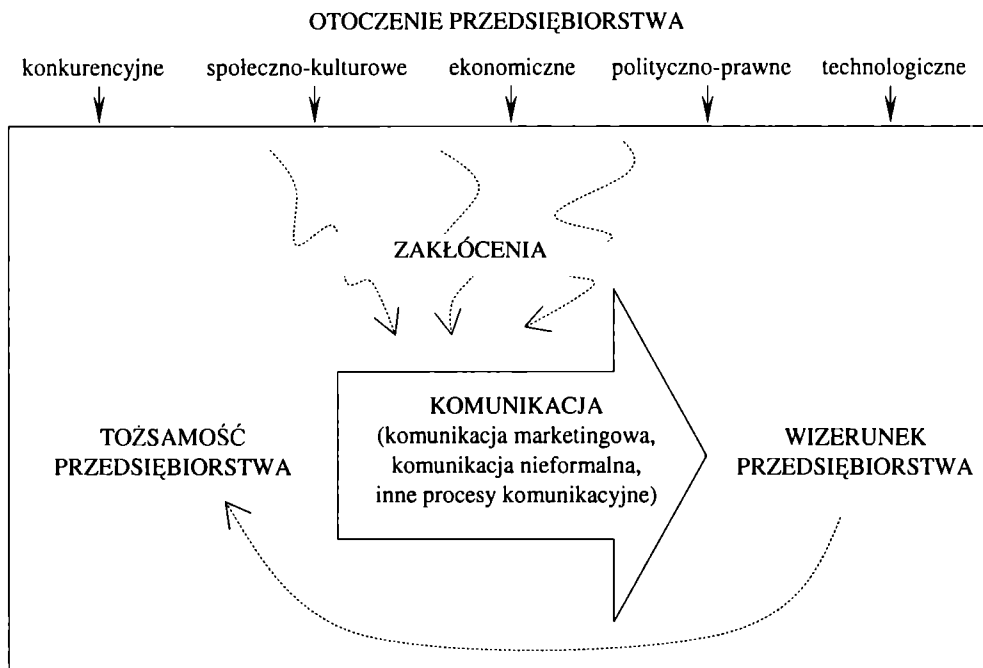 OTOCZENIE PRZEDSIĘBIORSTWA
konkurencyjne społeczno-kulturowe ekonomiczne polityczno-prawne technologiczne
ZAKŁÓCENIA
TOŻSAMOŚĆ
PRZEDSIĘBIORSTWA
KOMUNIKACJA
(komunikacja marketingowa,
komunikacja nieformalna,
inne procesy komunikacyjne)
WIZERUNEK
PRZEDSIĘBIORSTWA